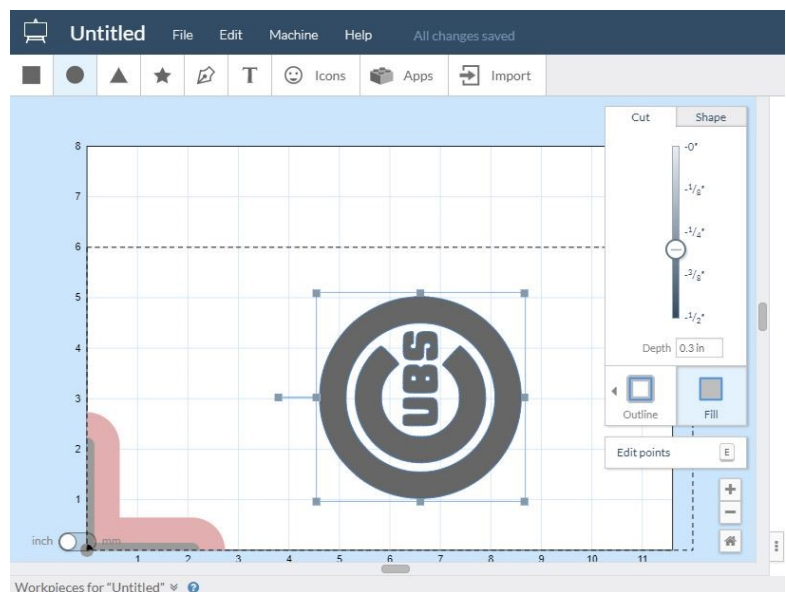 Untitled File Edit Machine Help All changes saved
T Icons Apps Import
Cut Shape
-0"
-1/8"
-1/4"
-3/8"
-1/2"
Depth 0.3 in
Outline Fill
Edit points E
8
7
6
5
4
3
2
1
UBS
inch mm
1 2 3 4 5 6 7 8 9 10 11
+
−
Workpieces for "Untitled" ?